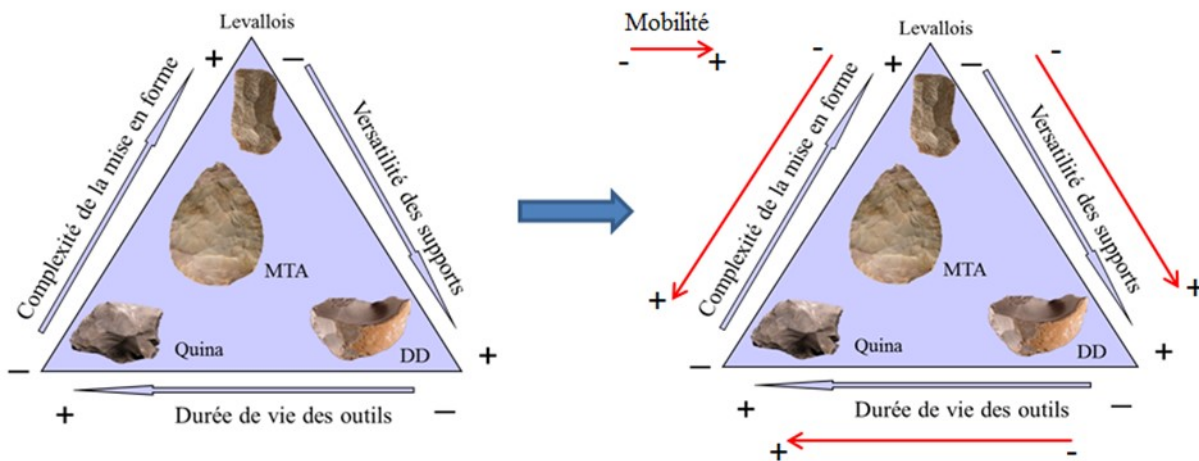 Levallois
+
−
Complexité de la mise en forme
Versatilité des supports
MTA
Quina
DD
−
+
+
Durée de vie des outils
−
Mobilité
-
+
Levallois
-
+
−
-
Complexité de la mise en forme
Versatilité des supports
MTA
+
+
Quina
DD
−
+
+
Durée de vie des outils
−
+
-